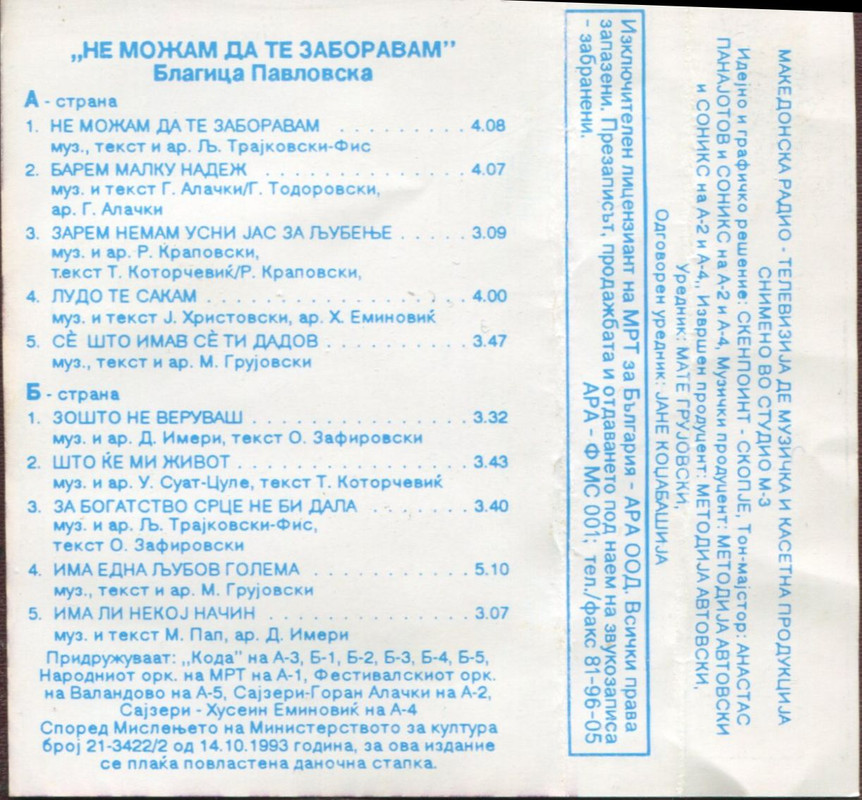 „НЕ МОЖАМ ДА ТЕ ЗАБОРАВАМ"
Благица Павловска
А - страна
1. НЕ МОЖАМ ДА ТЕ ЗАБОРАВАМ . . . . . . . . . . 4.08
муз., текст и ар. Љ. Трајковски-Фис
2. БАРЕМ МАЛКУ НАДЕЖ . . . . . . . . . . . . . . . . 4.07
муз. и текст Г. Алачки/Г. Тодоровски,
ар. Г. Алачки
3. ЗАРЕМ НЕМАМ УСНИ ЈАС ЗА ЉУБЕЊЕ . . . . . 3.09
муз. и ар. Р. Краповски,
текст Т. Которчевиќ/Р. Краповски,
4. ЛУДО ТЕ САКАМ . . . . . . . . . . . . . . . . . . . . 4.00
муз. и текст Ј. Христовски, ар. Х. Еминовиќ
5. СЀ ШТО ИМАВ СЀ ТИ ДАДОВ . . . . . . . . . . . 3.47
муз., текст и ар. М. Грујовски
Б - страна
1. ЗОШТО НЕ ВЕРУВАШ . . . . . . . . . . . . . . . . 3.32
муз. и ар. Д. Имери, текст О. Зафировски
2. ШТО ЌЕ МИ ЖИВОТ . . . . . . . . . . . . . . . . . 3.43
муз. и ар. У. Суат-Цуле, текст Т. Которчевиќ
3. ЗА БОГАТСТВО СРЦЕ НЕ БИ ДАЛА . . . . . . . . 3.40
муз. и ар. Љ. Трајковски-Фис,
текст О. Зафировски
4. ИМА ЕДНА ЉУБОВ ГОЛЕМА . . . . . . . . . . . . 5.10
муз., текст и ар. М. Грујовски
5. ИМА ЛИ НЕКОЈ НАЧИН . . . . . . . . . . . . . . . 3.07
муз. и текст М. Пап, ар. Д. Имери
Придружуваат: „Кода" на А-3, Б-1, Б-2, Б-3, Б-4, Б-5,
Народниот орк. на МРТ на А-1, Фестивалскиот орк.
на Валандово на А-5, Сајзери-Горан Алачки на А-2,
Сајзери - Хусеин Еминовиќ на А-4
Според Мислењето на Министерството за култура
број 21-3422/2 од 14.10.1993 година, за ова издание
се плаќа повластена даночна стапка.
Изключителен лицензиант на МРТ за България - АРА ООД. Всички права
запазени. Презаписът, продажбата и отдаването под наем на звукозаписа
- забранени.
АРА - Ф МС 001; тел./факс 81-96-05
МАКЕДОНСКА РАДИО - ТЕЛЕВИЗИЈА ДЕ МУЗИЧКА И КАСЕТНА ПРОДУКЦИЈА
СНИМЕНО ВО СТУДИО М-3
Идејно и графичко решение: СКЕНПОИНТ - СКОПЈЕ, Тон-мајстор: АНАСТАС
ПАНАЈОТОВ и СОНИКС на А-2 и А-4, Музички продуцент: МЕТОДИЈА АВТОВСКИ
и СОНИКС на А-2 и А-4,, Извршен продуцент: МЕТОДИЈА АВТОВСКИ,
Уредник: МАТЕ ГРУЈОВСКИ,
Одговорен уредник: ЈАНЕ КОЏАБАШИЈА